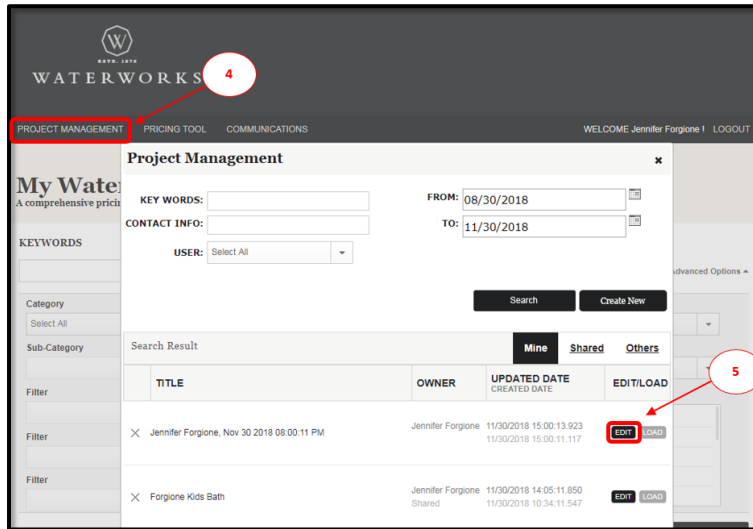 W
ESTD. 1978
WATERWORKS
4
PROJECT MANAGEMENT PRICING TOOL COMMUNICATIONS WELCOME Jennifer Forgione ! LOGOUT
Project Management
My Water
A comprehensive pricin
KEY WORDS: FROM: 08/30/2018
CONTACT INFO: TO: 11/30/2018
KEYWORDS
USER: Select All
Advanced Options
Search Create New
Category
Select All
Sub-Category
Search Result Mine Shared Others
5
TITLE OWNER UPDATED DATE EDIT/LOAD
CREATED DATE
Filter
Jennifer Forgione, Nov 30 2018 08:00:11 PM Jennifer Forgione 11/30/2018 15:00:13.923 EDIT LOAD
11/30/2018 15:00:11.117
Filter
Filter
Forgione Kids Bath Jennifer Forgione 11/30/2018 14:05:11.850 EDIT LOAD
Shared 11/30/2018 10:34:11.547